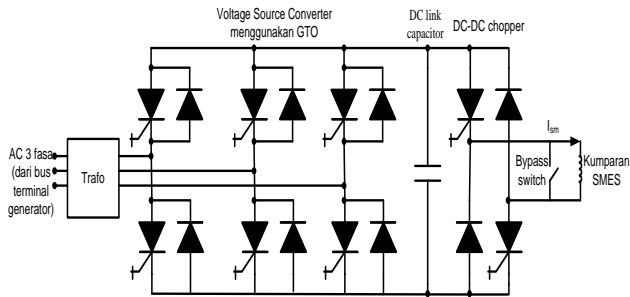 Voltage Source Converter
menggunakan GTO
DC link
capacitor
DC-DC chopper
AC 3 fasa
(dari bus
terminal
generator)
Trafo
Ism
Bypass
switch
Kumparan
SMES